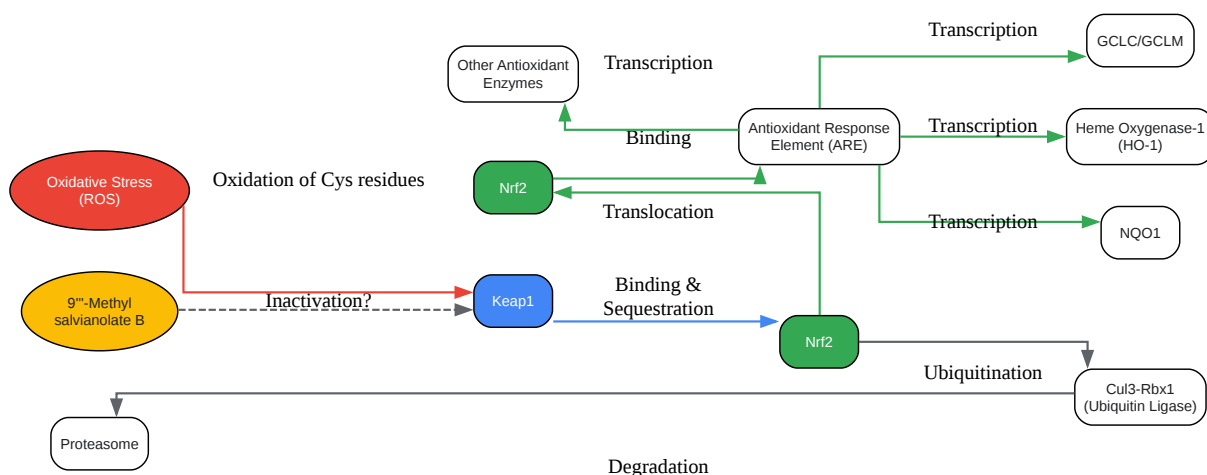 Transcription
GCLC/GCLM
Other Antioxidant
Enzymes
Transcription
Antioxidant Response
Element (ARE)
Binding
Transcription
Heme Oxygenase-1
(HO-1)
Oxidative Stress
(ROS)
Oxidation of Cys residues
Nrf2
Translocation
Transcription
NQO1
9'''-Methyl
salvianolate B
Inactivation?
Keap1
Binding &
Sequestration
Nrf2
Ubiquitination
Cul3-Rbx1
(Ubiquitin Ligase)
Proteasome
Degradation